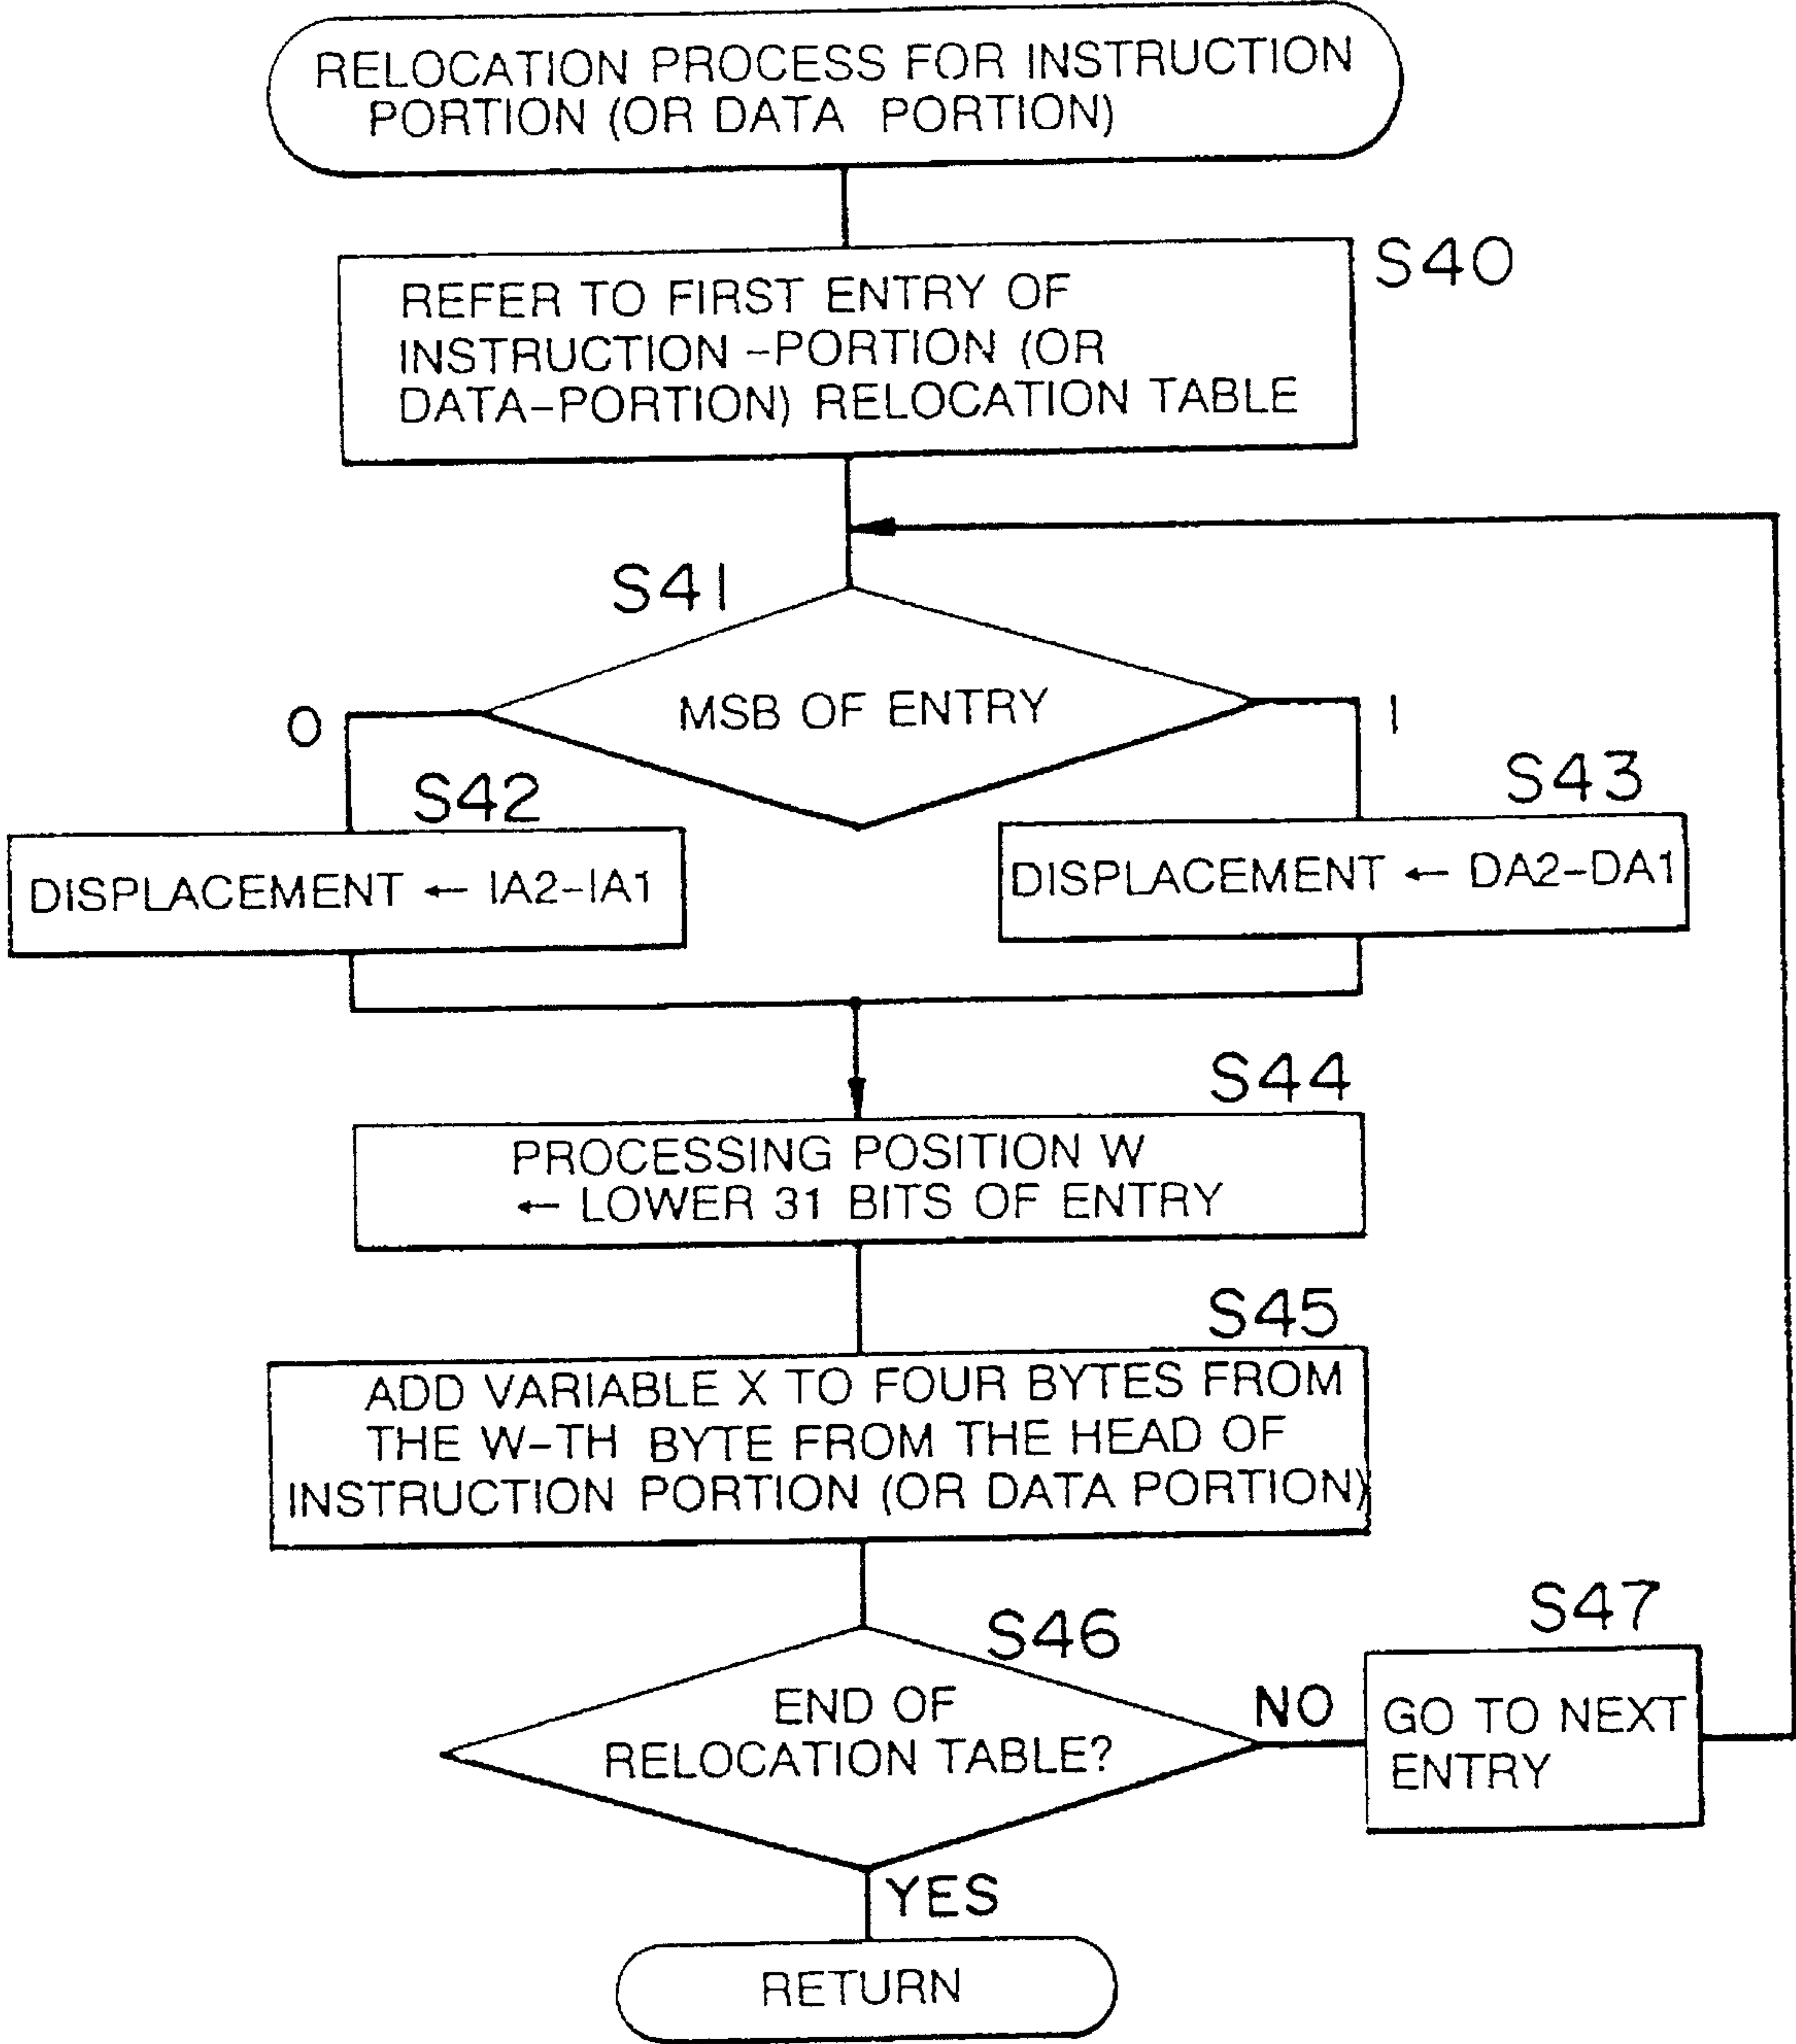 RELOCATION PROCESS FOR INSTRUCTION
PORTION (OR DATA PORTION)
S40
REFER TO FIRST ENTRY OF
INSTRUCTION -PORTION (OR
DATA-PORTION) RELOCATION TABLE
S41
MSB OF ENTRY
0
1
S42
DISPLACEMENT ← IA2-IA1
S43
DISPLACEMENT ← DA2-DA1
S44
PROCESSING POSITION W
← LOWER 31 BITS OF ENTRY
S45
ADD VARIABLE X TO FOUR BYTES FROM
THE W-TH BYTE FROM THE HEAD OF
INSTRUCTION PORTION (OR DATA PORTION)
S46
END OF
RELOCATION TABLE?
NO
S47
GO TO NEXT
ENTRY
YES
RETURN